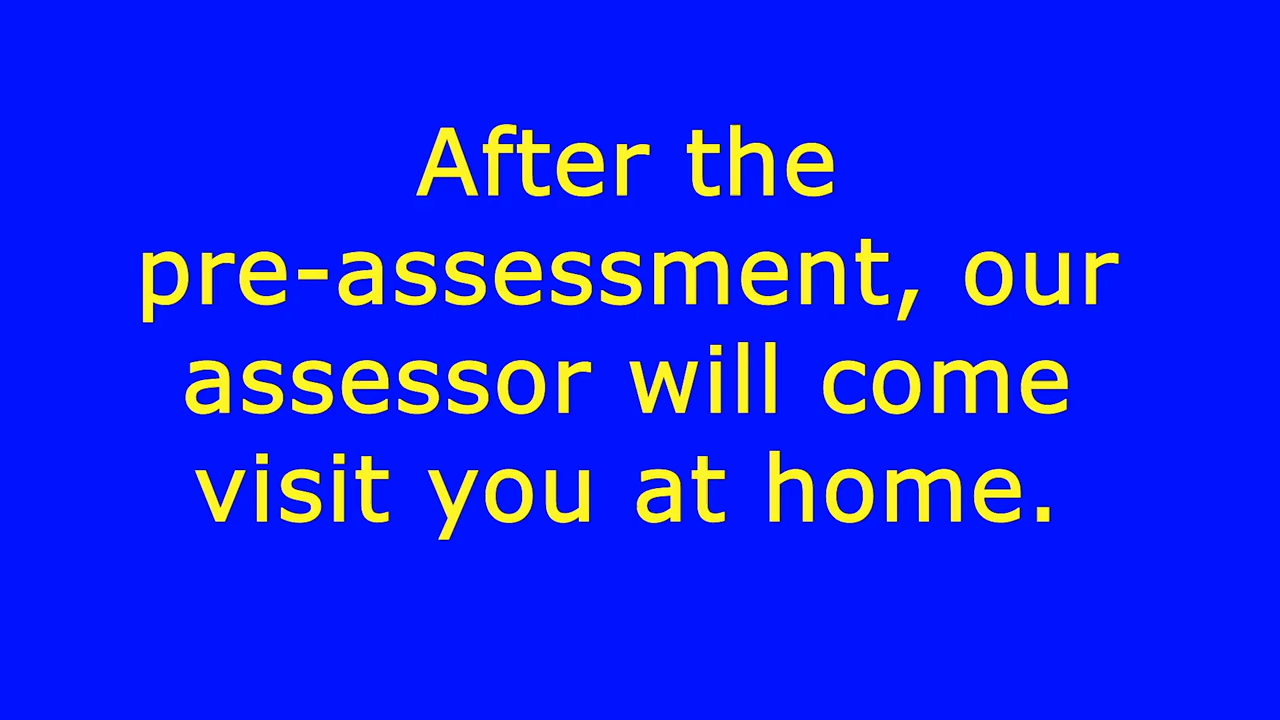 After the
pre-assessment, our
assessor will come
visit you at home.